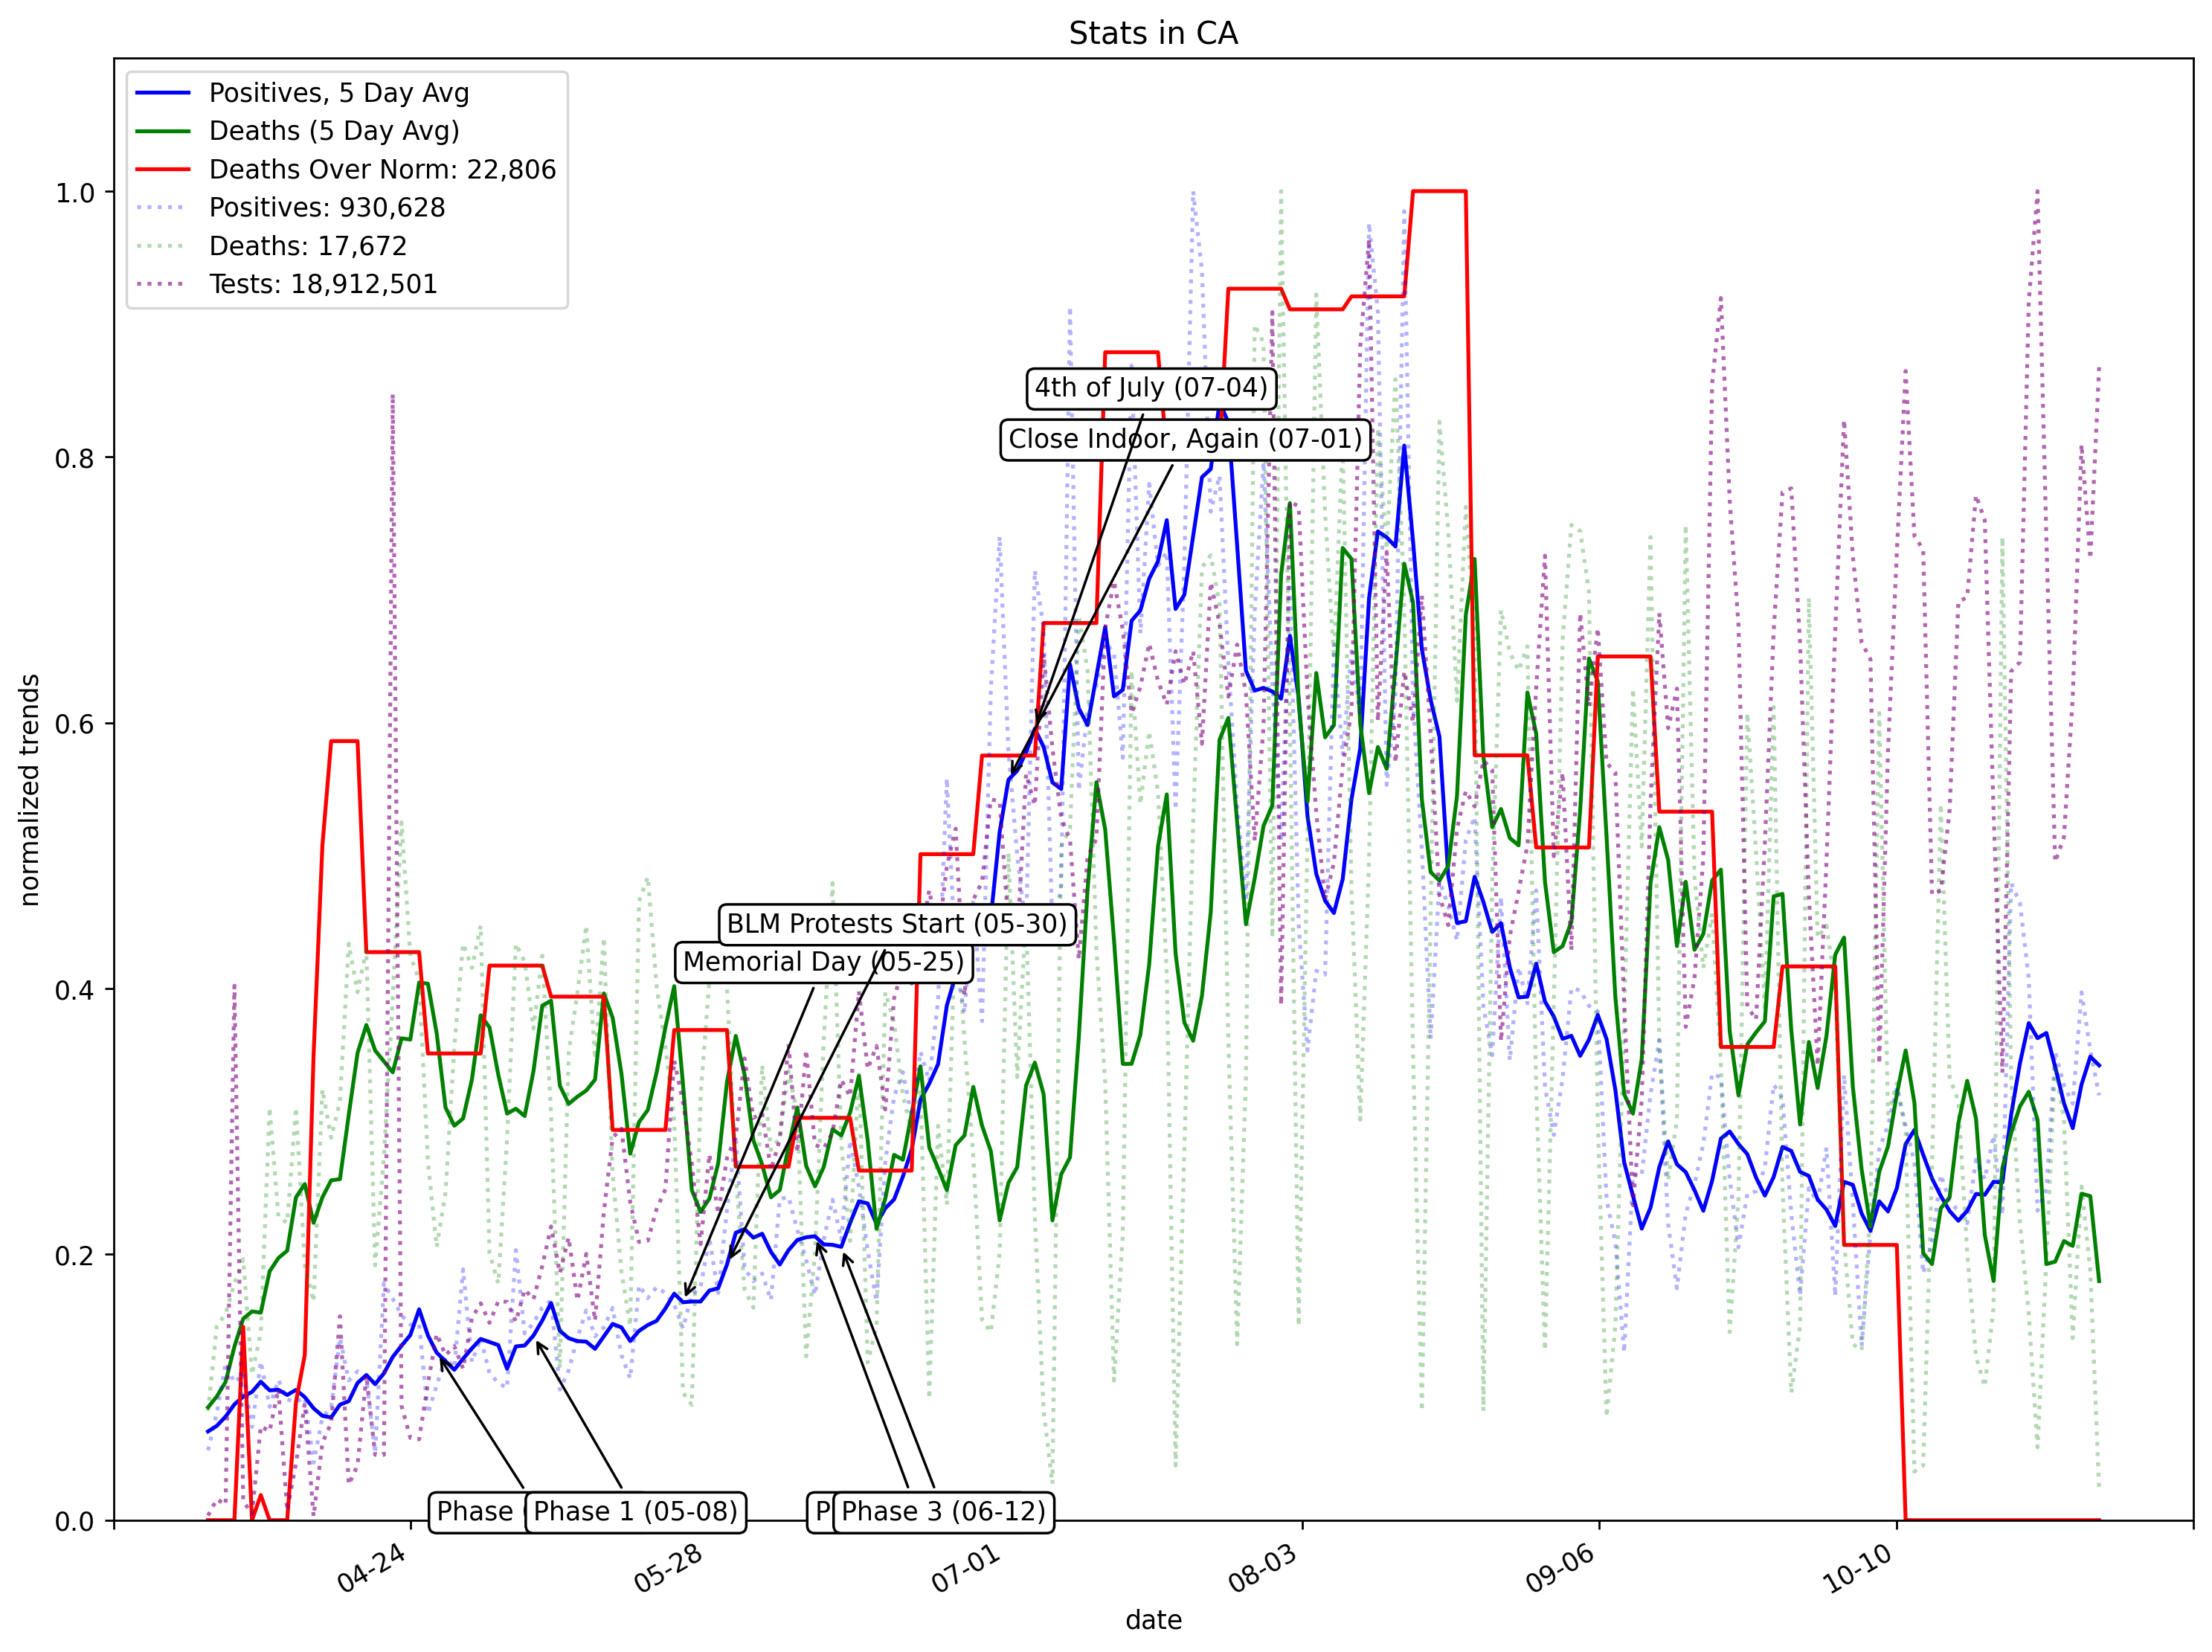 Stats in CA
Positives, 5 Day Avg
Deaths (5 Day Avg)
Deaths Over Norm: 22,806
Positives: 930,628
Deaths: 17,672
Tests: 18,912,501
1.0
0.8
0.6
0.4
0.2
0.0
normalized trends
4th of July (07-04)
Close Indoor, Again (07-01)
BLM Protests Start (05-30)
Memorial Day (05-25)
Phase
Phase 1 (05-08)
Phase 3 (06-12)
04-24
05-28
07-01
08-03
09-06
10-10
date